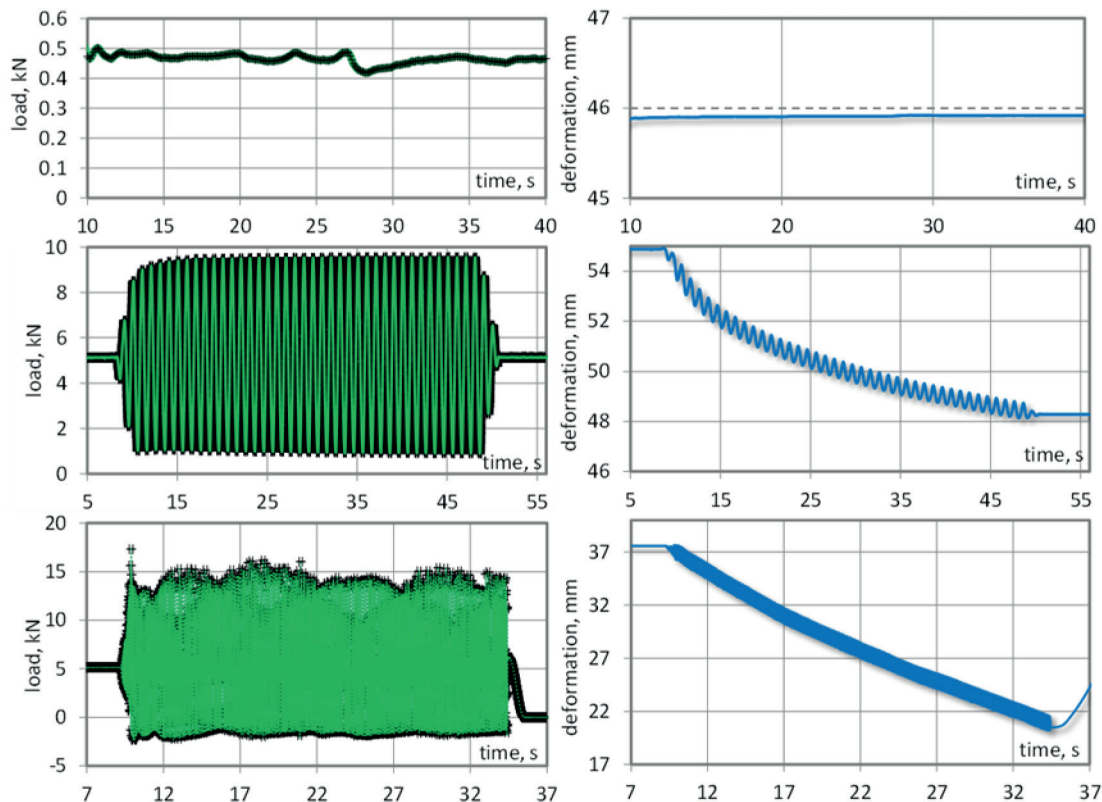 0.6
0.5
0.4
0.3
0.2
0.1
0
load, kN
time, s
10 15 20 25 30 35 40
47
46
45
deformation, mm
time, s
10 20 30 40
10
8
6
4
2
0
load, kN
time, s
5 15 25 35 45 55
54
52
50
48
46
deformation, mm
time, s
5 15 25 35 45 55
20
15
10
5
0
-5
load, kN
time, s
7 12 17 22 27 32 37
37
32
27
22
17
deformation, mm
time, s
7 12 17 22 27 32 37